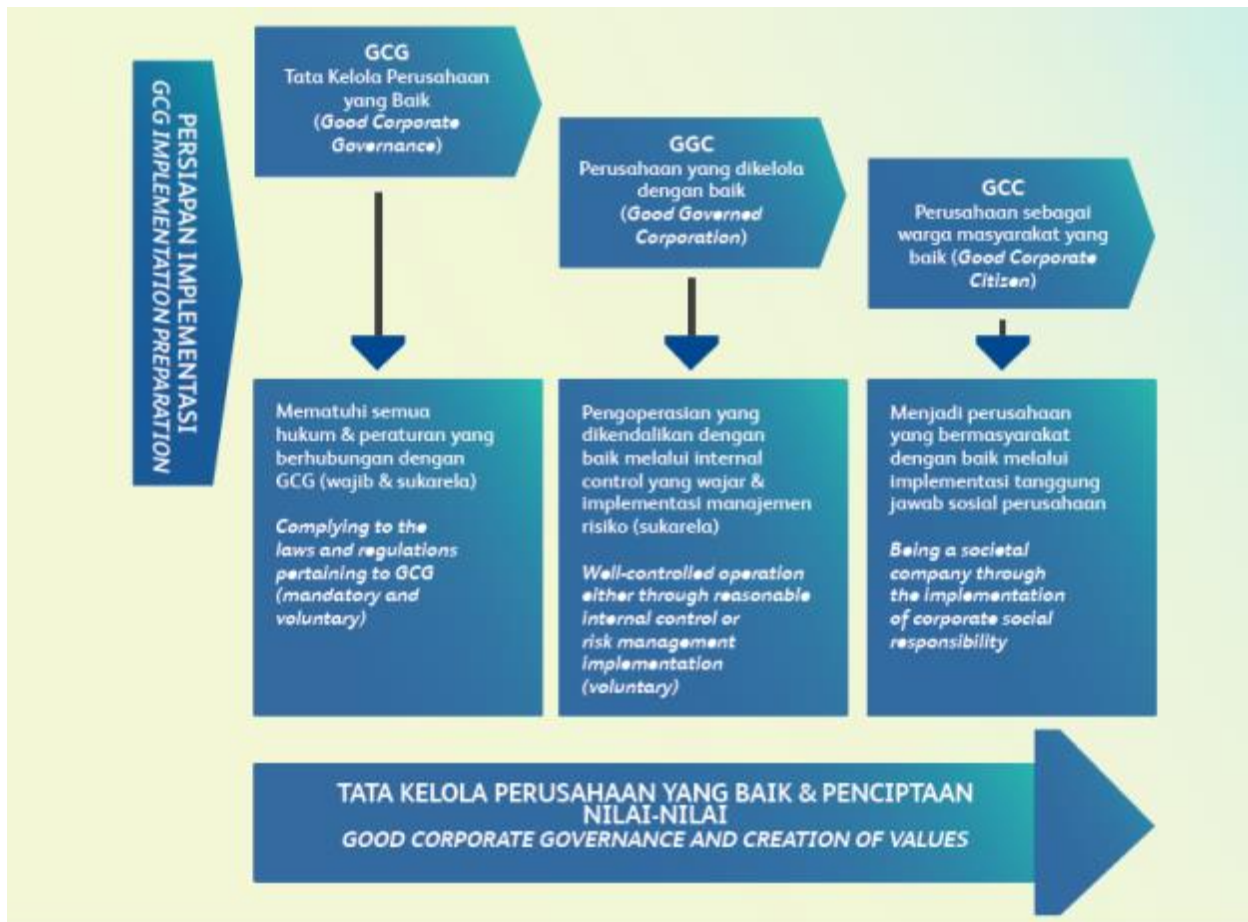 PERSIAPAN IMPLEMENTASI
GCG IMPLEMENTATION PREPARATION
GCG
Tata Kelola Perusahaan
yang Baik
(Good Corporate
Governance)
GGC
Perusahaan yang dikelola
dengan baik
(Good Governed
Corporation)
GCC
Perusahaan sebagai
warga masyarakat yang
baik (Good Corporate
Citizen)
Mematuhi semua
hukum & peraturan yang
berhubungan dengan
GCG (wajib & sukarela)
Complying to the
laws and regulations
pertaining to GCG
(mandatory and
voluntary)
Pengoperasian yang
dikendalikan dengan
baik melalui internal
control yang wajar &
implementasi manajemen
risiko (sukarela)
Well-controlled operation
either through reasonable
internal control or
risk management
implementation
(voluntary)
Menjadi perusahaan
yang bermasyarakat
dengan baik melalui
implementasi tanggung
jawab sosial perusahaan
Being a societal
company through
the implementation
of corporate social
responsibility
TATA KELOLA PERUSAHAAN YANG BAIK & PENCIPTAAN
NILAI-NILAI
GOOD CORPORATE GOVERNANCE AND CREATION OF VALUES